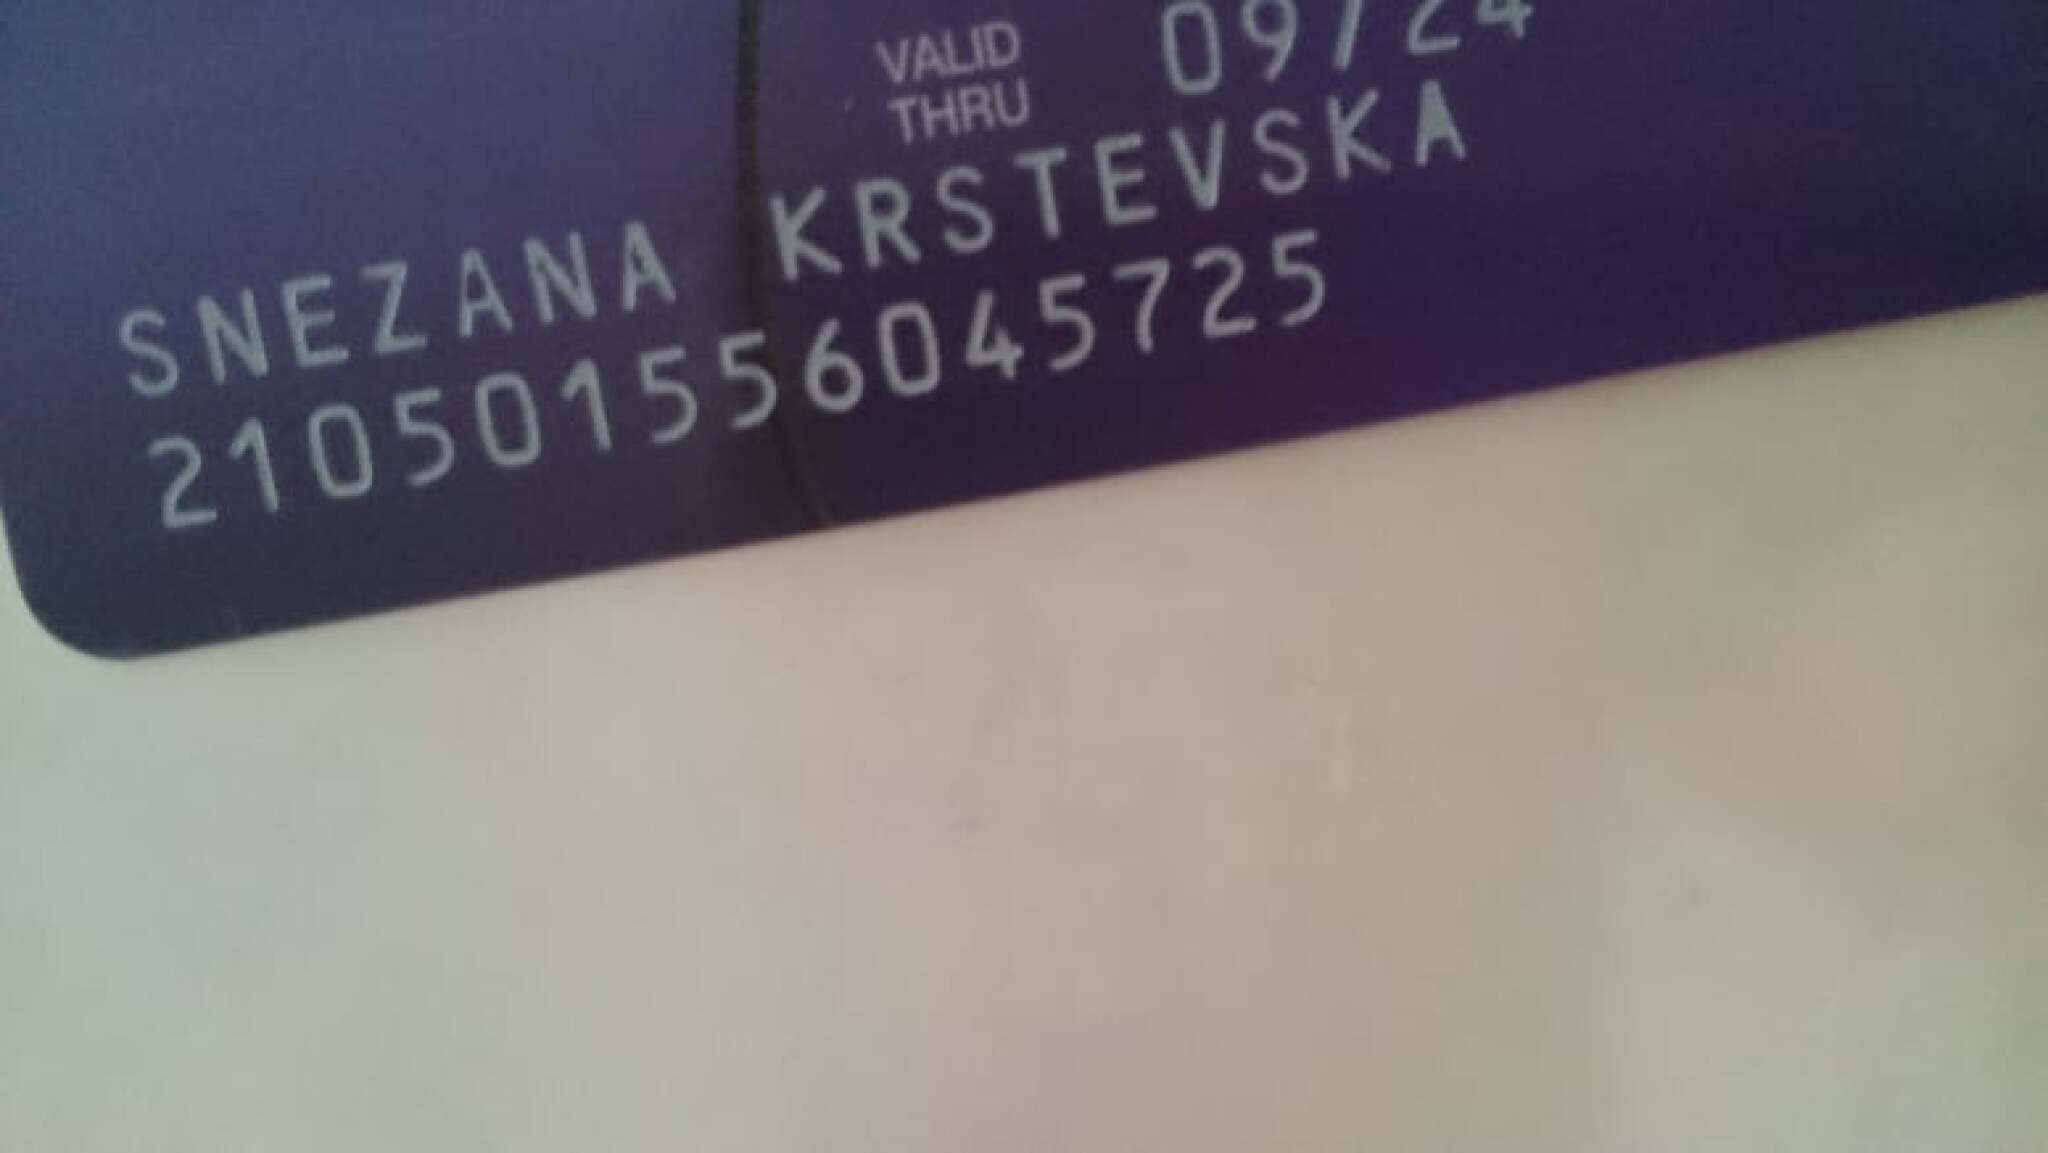 VALID
THRU
09/24
SNEZANA KRSTEVSKA
210501556045725